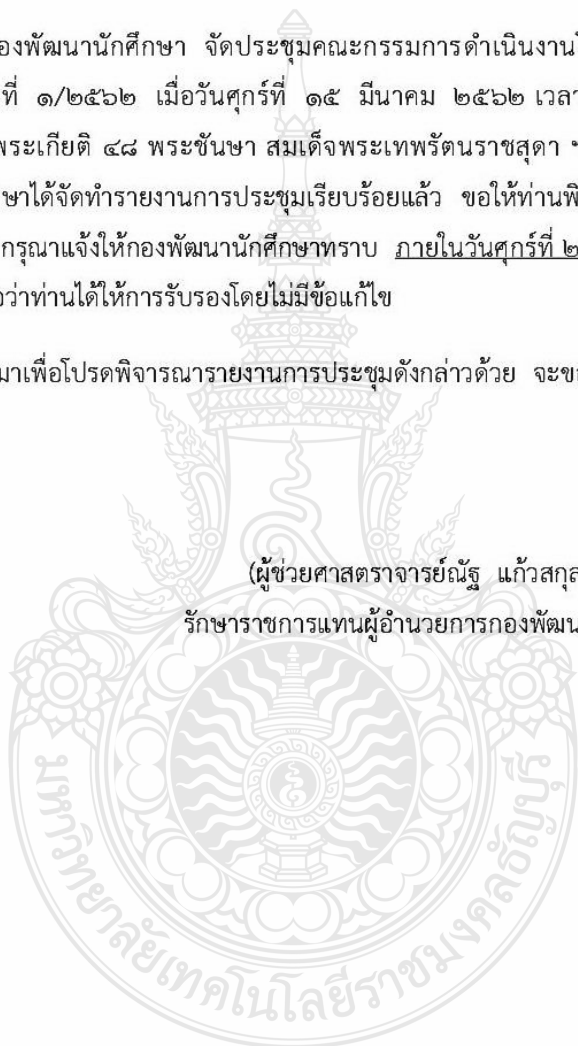 องพัฒนานักศึกษา จัดประชุมคณะกรรมการดำเนินงาน
ที่ ๑/๒๕๖๒ เมื่อวันศุกร์ที่ ๑๕ มีนาคม ๒๕๖๒ เวลา
พระเกียติ ๔๘ พระชันษา สมเด็จพระเทพรัตนราชสุดา ฯ
ษาได้จัดทำรายงานการประชุมเรียบร้อยแล้ว ขอให้ท่านพิ
กรุณาแจ้งให้กองพัฒนานักศึกษาทราบ ภายในวันศุกร์ที่ ๒
อว่าท่านได้ให้การรับรองโดยไม่มีข้อแก้ไข
มาเพื่อโปรดพิจารณารายงานการประชุมดังกล่าวด้วย จะขอ
(ผู้ช่วยศาสตราจารย์ณัฐ แก้วสกุล
รักษาราชการแทนผู้อำนวยการกองพัฒน
มหาวิทยาลัยเทคโนโลยีราชมงคลธัญบุรี